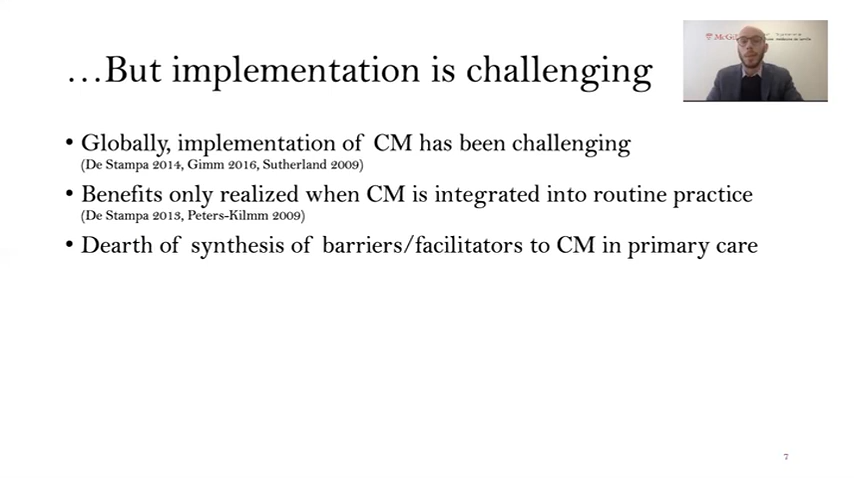 …But implementation is challenging
• Globally, implementation of CM has been challenging
(De Stampa 2014, Gimm 2016, Sutherland 2009)
• Benefits only realized when CM is integrated into routine practice
(De Stampa 2013, Peters-Kilmm 2009)
• Dearth of synthesis of barriers/facilitators to CM in primary care
7